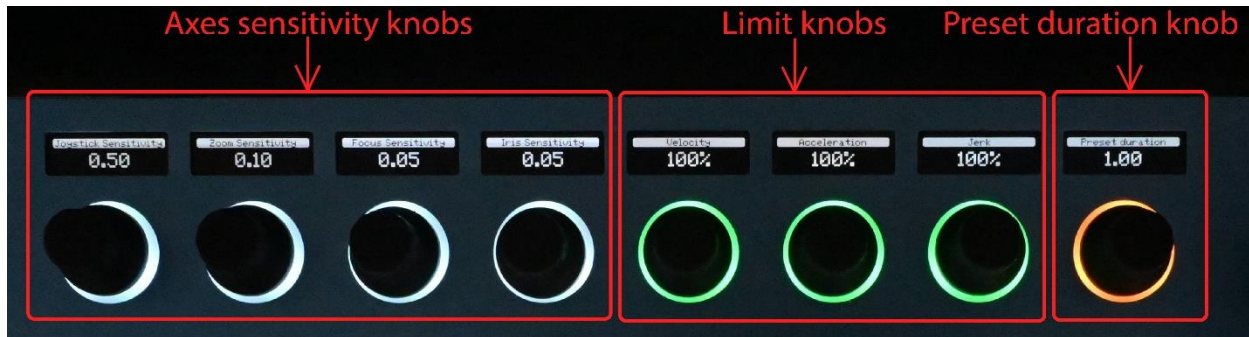 Axes sensitivity knobs
Limit knobs
Preset duration knob
Joystick Sensitivity
0.50
Zoom Sensitivity
0.10
Focus Sensitivity
0.05
Iris Sensitivity
0.05
Velocity
100%
Acceleration
100%
Jerk
100%
Preset duration
1.00